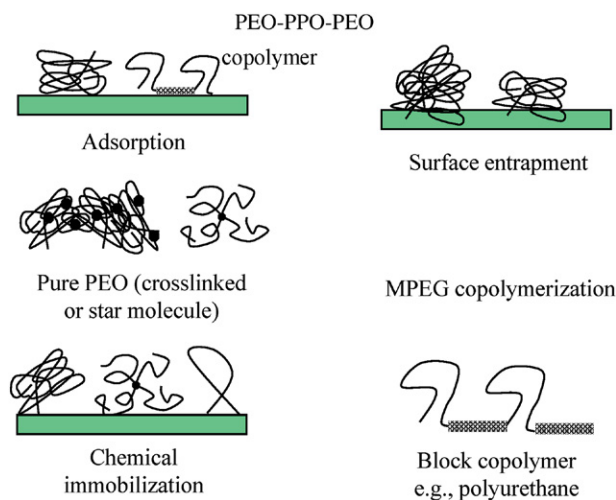 PEO-PPO-PEO
copolymer
Adsorption
Surface entrapment
Pure PEO (crosslinked
or star molecule)
MPEG copolymerization
Chemical
immobilization
Block copolymer
e.g., polyurethane